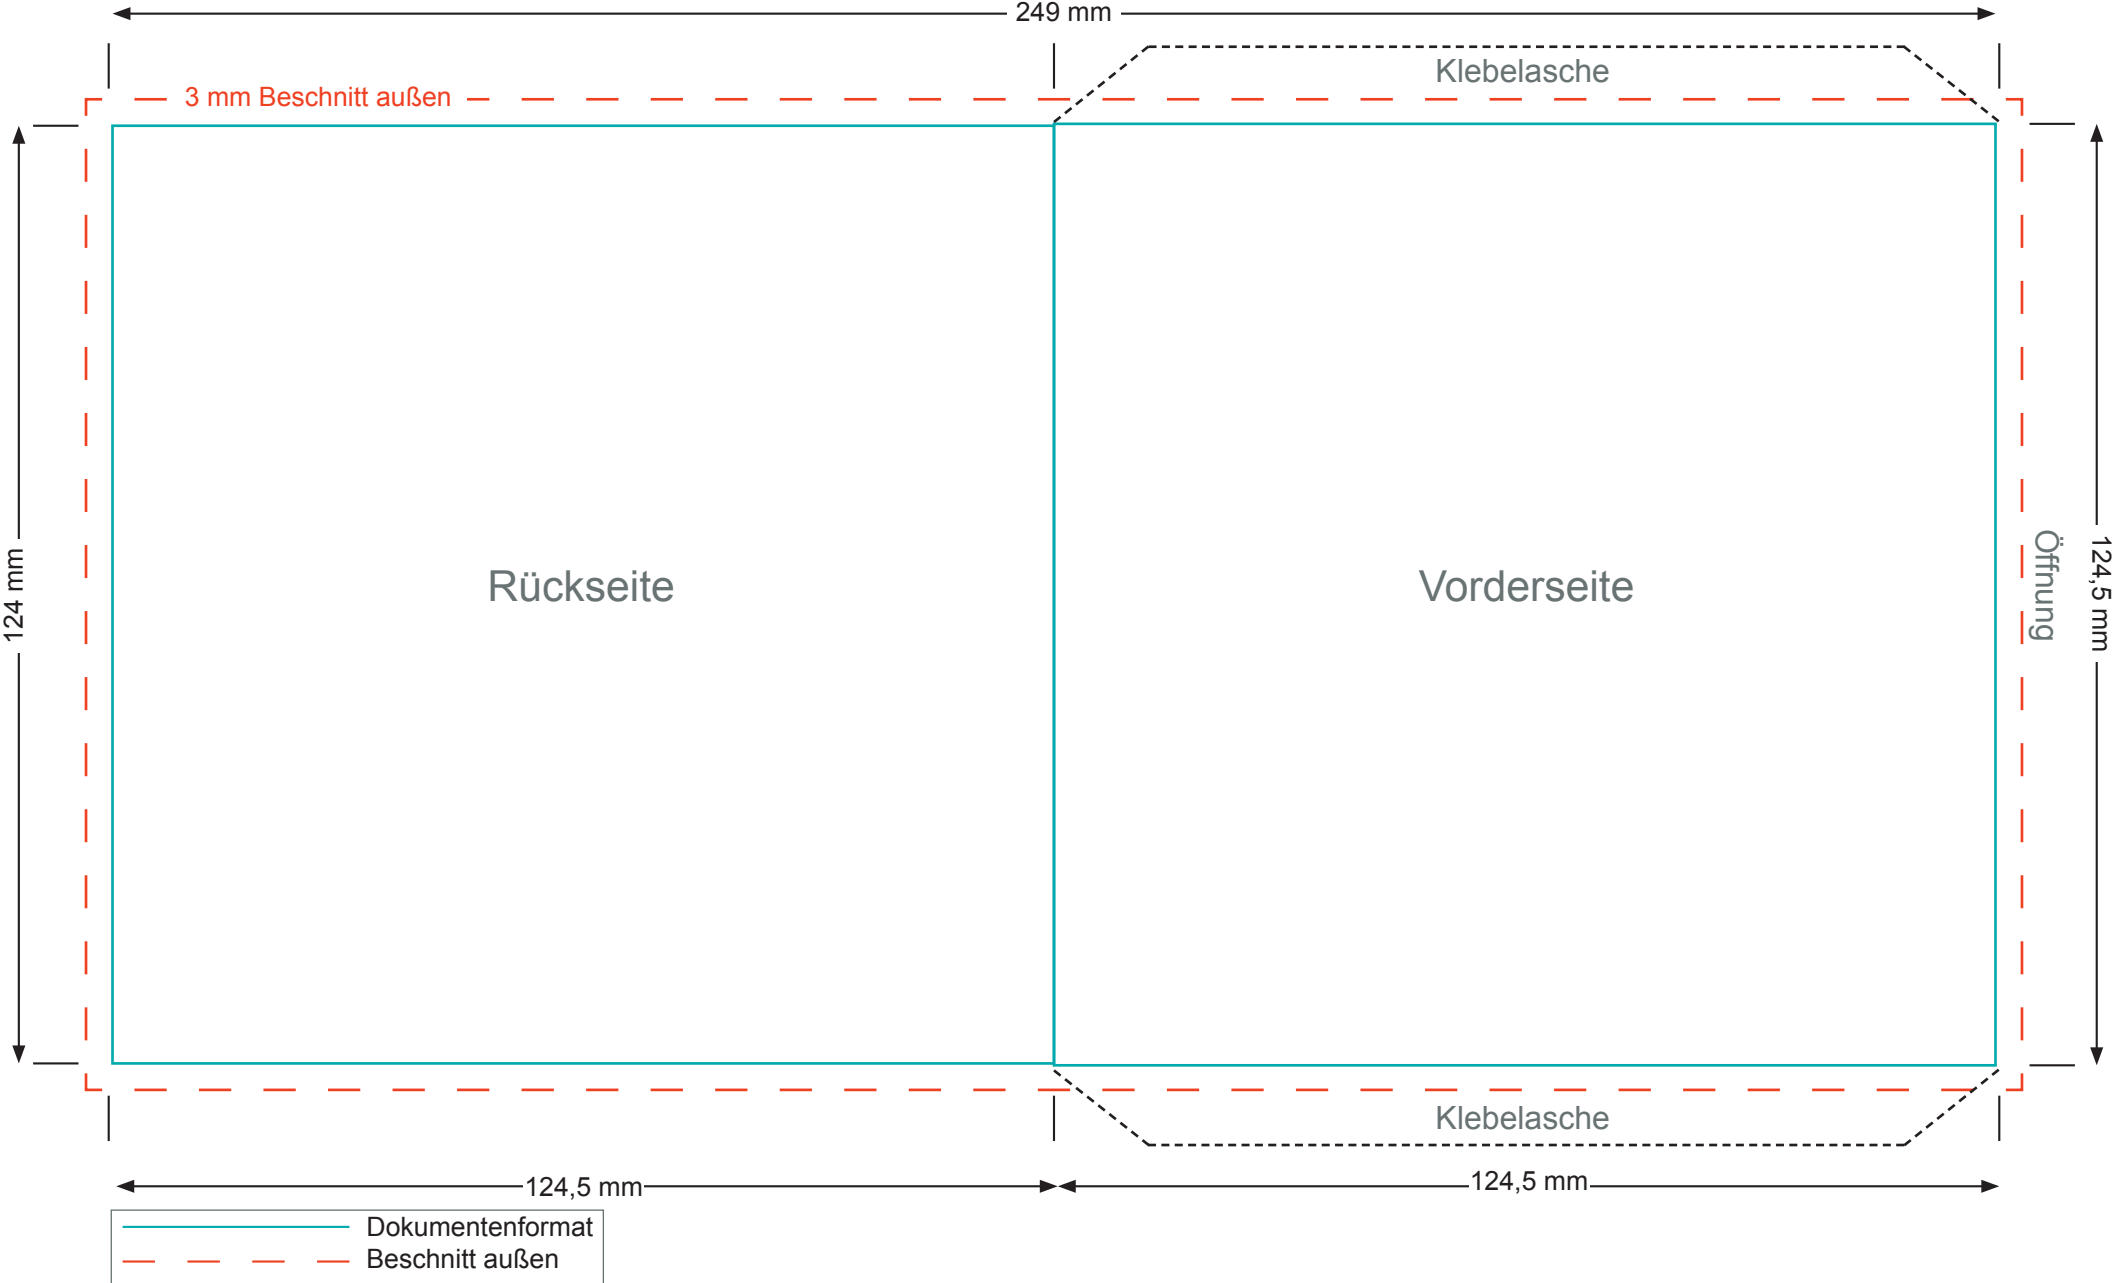 249 mm
Klebelasche
3 mm Beschnitt außen
124 mm
Rückseite
Vorderseite
Öffnung
124,5 mm
Klebelasche
124,5 mm
124,5 mm
Dokumentenformat
Beschnitt außen